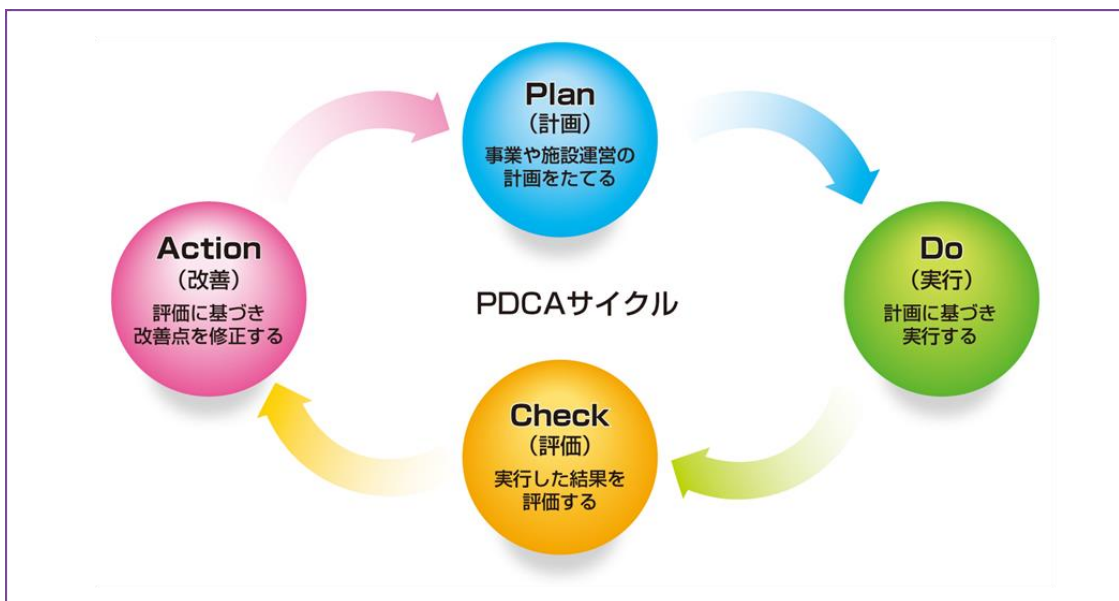 Plan
（計画）
事業や施設運営の
計画をたてる
Do
（実行）
計画に基づき
実行する
Check
（評価）
実行した結果を
評価する
Action
（改善）
評価に基づき
改善点を修正する
PDCAサイクル